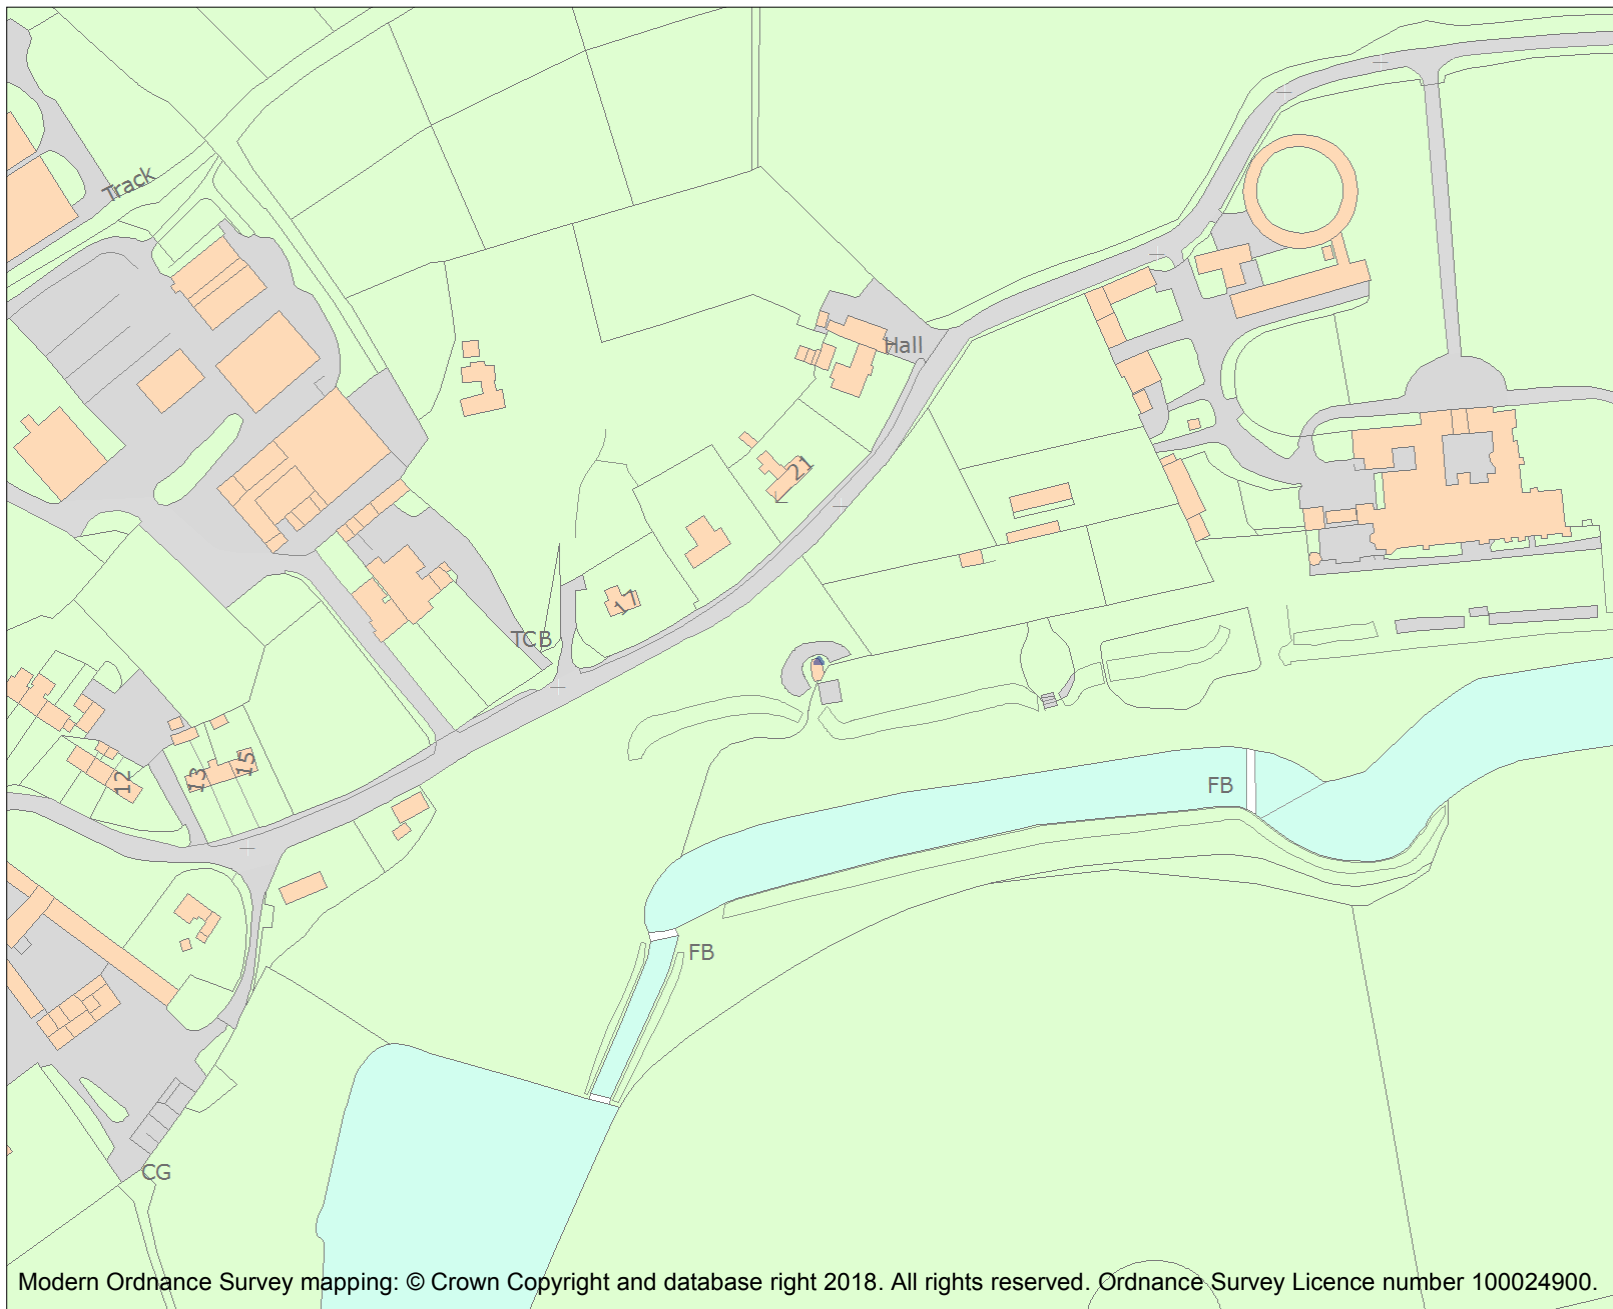 Track
Hall
21
17
TCB
15
13
12
FB
FB
CG
Modern Ordnance Survey mapping: © Crown Copyright and database right 2018. All rights reserved. Ordnance Survey Licence number 100024900.